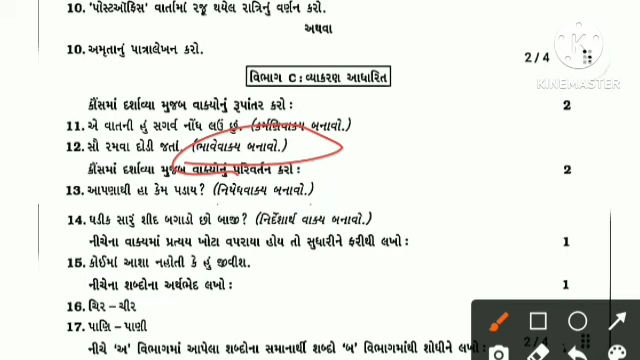 10. ‘પોસ્ટઑફિસ’ વાર્તામાં રજૂ થયેલ રાત્રિનું વર્ણન કરો.
અથવા
10. અમૃતાનું પાત્રાલેખન કરો.
2/4
KINEMASTER
વિભાગ C : વ્યાકરણ આધારિત
કૌંસમાં દર્શાવ્યા મુજબ વાક્યોનું રૂપાંતર કરો : 2
11. એ વાતની હું સગર્વ નોંધ લઉં છું. (કર્મણિવાક્ય બનાવો.)
12. સૌ રમવા દોડી જતાં. (ભાવેવાક્ય બનાવો.)
કૌંસમાં દર્શાવ્યા મુજબ વાક્યોનું પરિવર્તન કરો : 2
13. આપણાથી હા કેમ પડાય? (નિષેધવાક્ય બનાવો.)
14. ઘડીક સારું શીદ બગાડો છો બાજી? (નિર્દેશાર્થ વાક્ય બનાવો.)
નીચેના વાક્યમાં પ્રત્યય ખોટા વપરાયા હોય તો સુધારીને ફરીથી લખો : 1
15. કોઈમાં આશા નહોતી કે હું જીવીશ.
નીચેના શબ્દોના અર્થભેદ લખો : 1
16. ચિર – ચીર
17. પાણિ – પાણી
2/4
નીચે ‘અ’ વિભાગમાં આપેલા શબ્દોના સમાનાર્થી શબ્દો ‘બ’ વિભાગમાંથી શોધીને લખો :